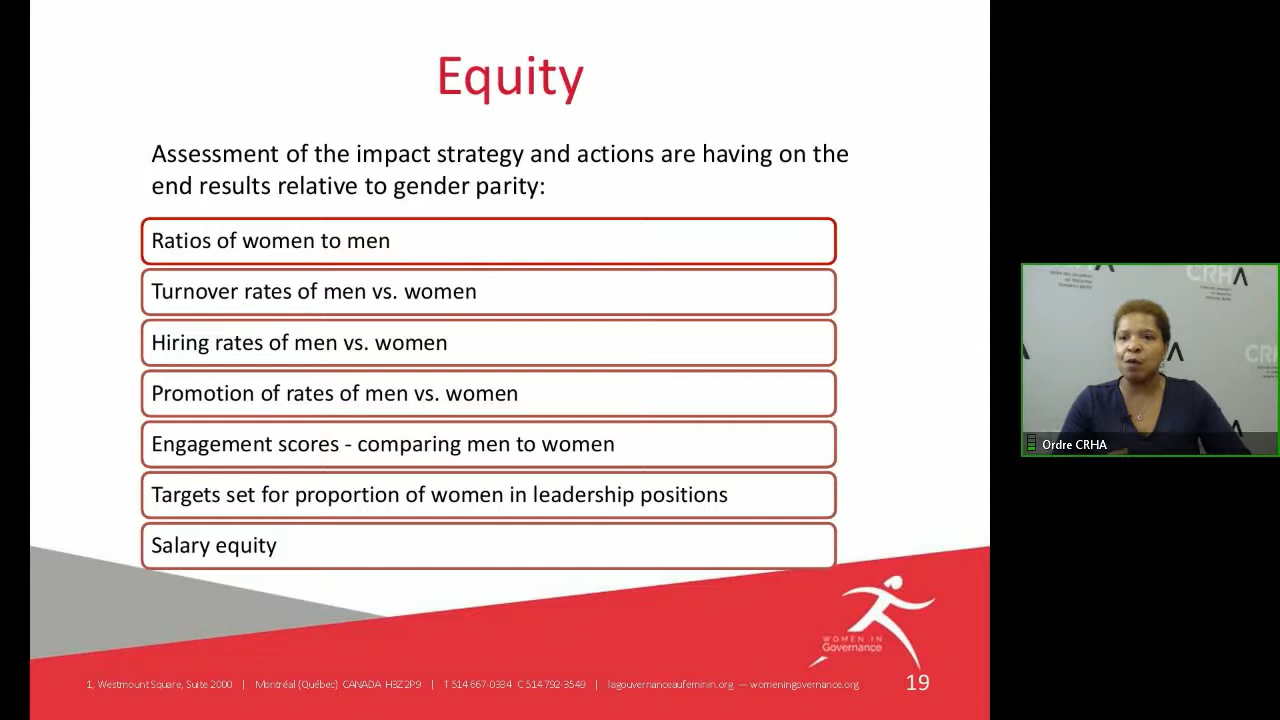 Equity
Assessment of the impact strategy and actions are having on the
end results relative to gender parity:
Ratios of women to men
Turnover rates of men vs. women
Hiring rates of men vs. women
Promotion of rates of men vs. women
Engagement scores - comparing men to women
Targets set for proportion of women in leadership positions
Salary equity
WOMEN IN
Governance
1, Westmount Square, Suite 2000 | Montréal (Québec) CANADA H3Z 2P9 | T 514 667-0384 C 514 792-3549 | lagouvernanceaufeminin.org — womeningovernance.org
19
CRHA
CRH
Ordre CRHA